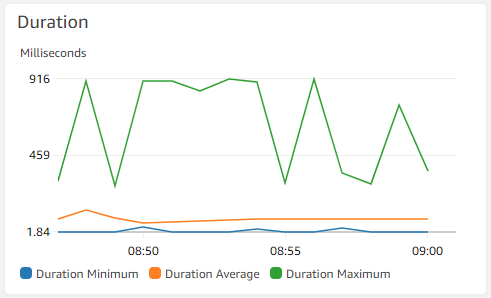 Duration
Milliseconds
916
459
1.84
08:50 08:55 09:00
Duration Minimum Duration Average Duration Maximum